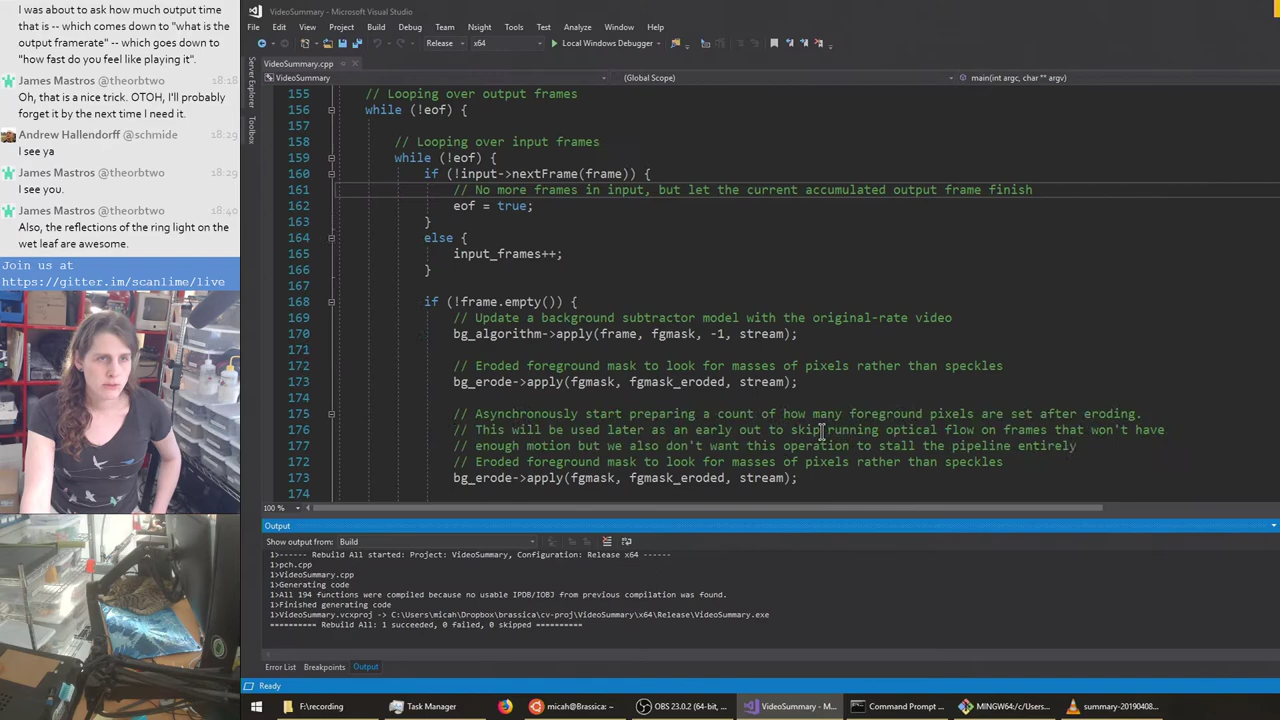 I was about to ask how much output time
that is -- which comes down to "what is the
output framerate" -- which goes down to
"how fast do you feel like playing it".
James Mastros @theorbtwo 18:18
Oh, that is a nice trick. OTOH, I'll probably
forget it by the next time I need it.
Andrew Hallendorff @schmide 18:29
I see ya
James Mastros @theorbtwo 18:29
I see you.
James Mastros @theorbtwo 18:40
Also, the reflections of the ring light on the
wet leaf are awesome.
Join us at
https://gitter.im/scanlime/live
VideoSummary - Microsoft Visual Studio
File Edit View Project Build Debug Team Nsight Tools Test Analyze Window Help
Release x64 Local Windows Debugger
Server Explorer
Toolbox
VideoSummary.cpp
VideoSummary (Global Scope) main(int argc, char ** argv)
155 // Looping over output frames
156 while (!eof) {
157
158 // Looping over input frames
159 while (!eof) {
160 if (!input->nextFrame(frame)) {
161 // No more frames in input, but let the current accumulated output frame finish
162 eof = true;
163 }
164 else {
165 input_frames++;
166 }
167
168 if (!frame.empty()) {
169 // Update a background subtractor model with the original-rate video
170 bg_algorithm->apply(frame, fgmask, -1, stream);
171
172 // Eroded foreground mask to look for masses of pixels rather than speckles
173 bg_erode->apply(fgmask, fgmask_eroded, stream);
174
175 // Asynchronously start preparing a count of how many foreground pixels are set after eroding.
176 // This will be used later as an early out to skip running optical flow on frames that won't have
177 // enough motion but we also don't want this operation to stall the pipeline entirely
172 // Eroded foreground mask to look for masses of pixels rather than speckles
173 bg_erode->apply(fgmask, fgmask_eroded, stream);
174
100 %
Output
Show output from: Build
1>------ Rebuild All started: Project: VideoSummary, Configuration: Release x64 ------
1>pch.cpp
1>VideoSummary.cpp
1>Generating code
1>All 194 functions were compiled because no usable IPDB/IOBJ from previous compilation was found.
1>Finished generating code
1>VideoSummary.vcxproj -> C:\Users\micah\Dropbox\brassica\cv-proj\VideoSummary\x64\Release\VideoSummary.exe
========== Rebuild All: 1 succeeded, 0 failed, 0 skipped ==========
Error List Breakpoints Output
Ready
F:\recording Task Manager micah@Brassica: ~ OBS 23.0.2 (64-bit, ... VideoSummary - M... Command Prompt ... MINGW64:/c/Users... summary-20190408...